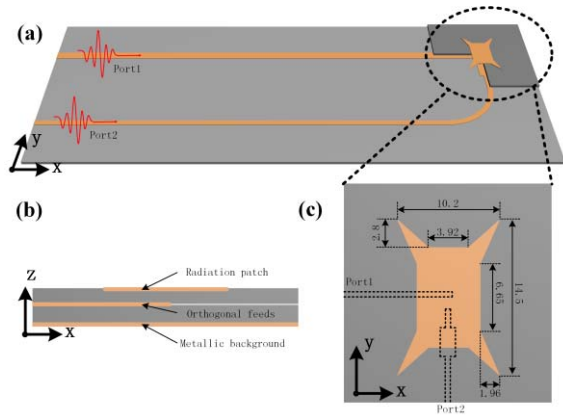 (a)
Port1
Port2
y
x
(b)
z
x
Radiation patch
Orthogonal feeds
Metallic background
(c)
10.2
2.8
3.92
Port1
6.65
14.5
y
x
1.96
Port2